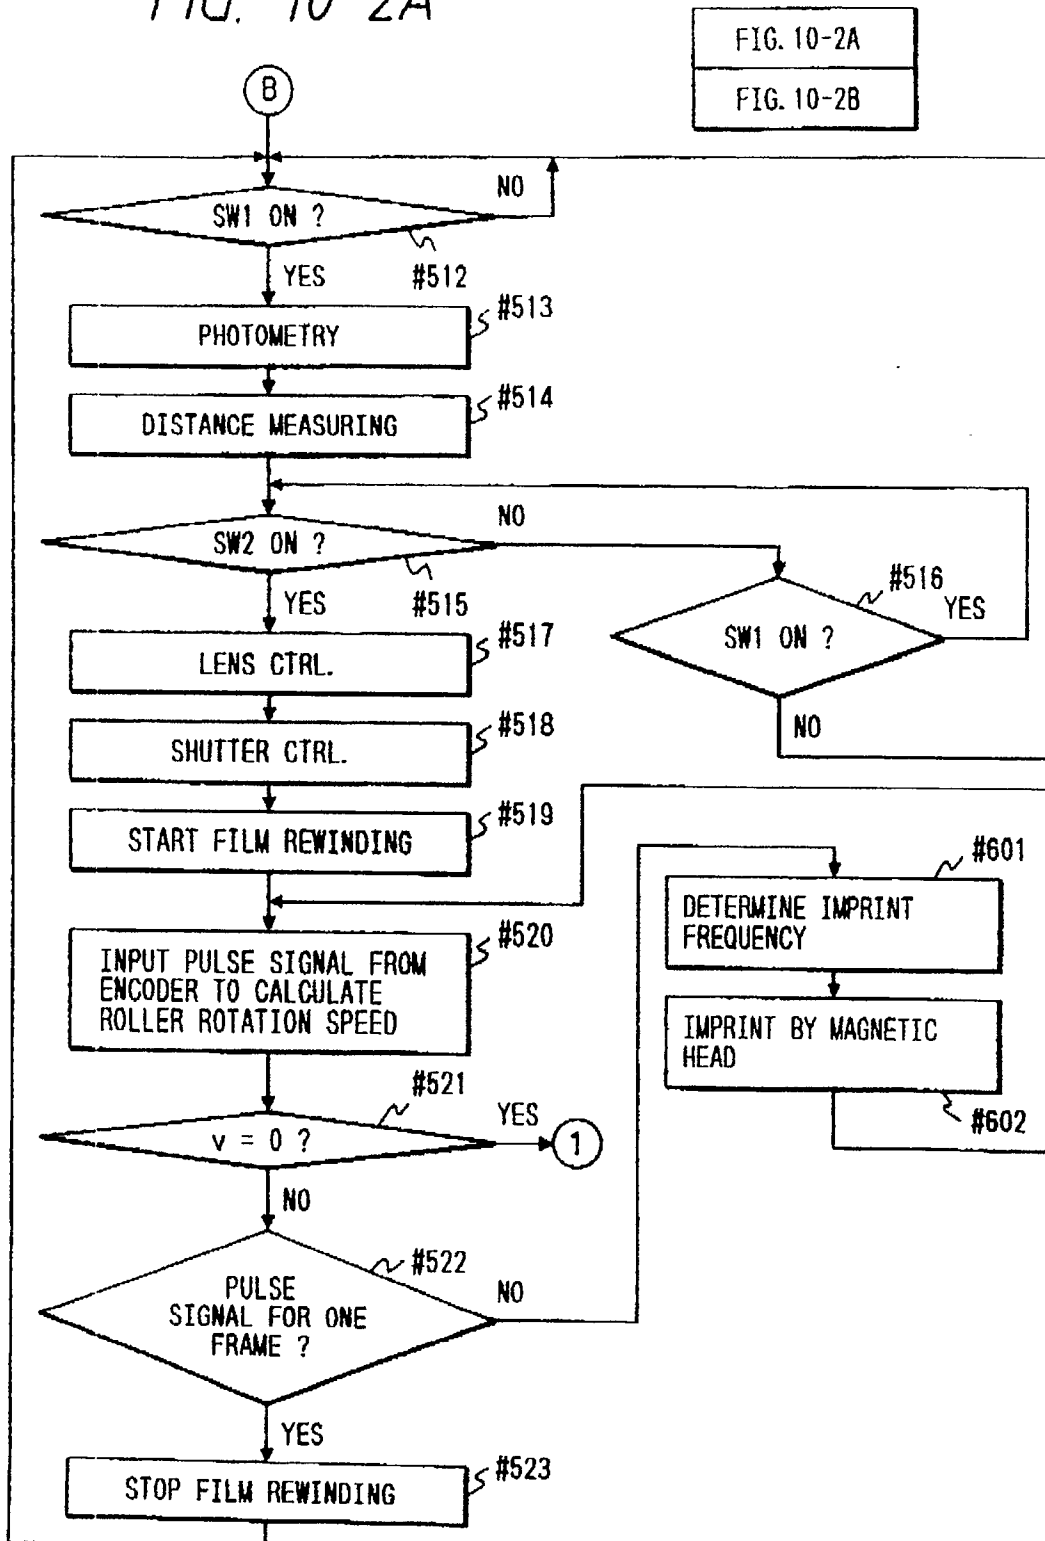 FIG. 10-2A
FIG. 10-2A
FIG. 10-2B
B
SW1 ON ?
NO
#512
YES
PHOTOMETRY
#513
DISTANCE MEASURING
#514
SW2 ON ?
NO
#515
YES
#516
SW1 ON ?
YES
NO
LENS CTRL.
#517
SHUTTER CTRL.
#518
START FILM REWINDING
#519
INPUT PULSE SIGNAL FROM
ENCODER TO CALCULATE
ROLLER ROTATION SPEED
#520
#521
v = 0 ?
YES
1
NO
#522
PULSE
SIGNAL FOR ONE
FRAME ?
NO
YES
#601
DETERMINE IMPRINT
FREQUENCY
IMPRINT BY MAGNETIC
HEAD
#602
STOP FILM REWINDING
#523